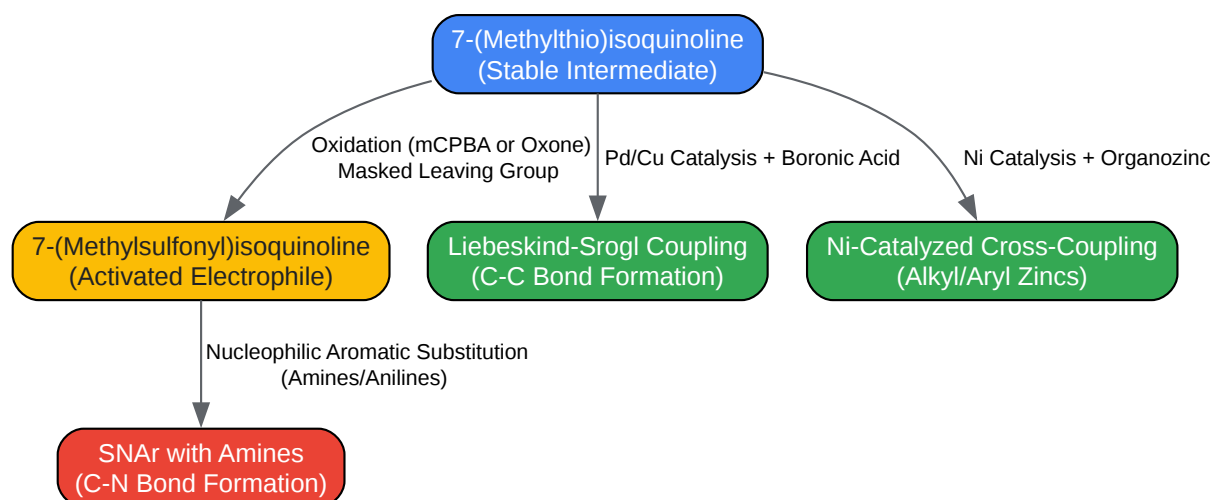 7-(Methylthio)isoquinoline
(Stable Intermediate)
Oxidation (mCPBA or Oxone)
Masked Leaving Group
Pd/Cu Catalysis + Boronic Acid
Ni Catalysis + Organozinc
7-(Methylsulfonyl)isoquinoline
(Activated Electrophile)
Liebeskind-Srogl Coupling
(C-C Bond Formation)
Ni-Catalyzed Cross-Coupling
(Alkyl/Aryl Zincs)
Nucleophilic Aromatic Substitution
(Amines/Anilines)
SNAr with Amines
(C-N Bond Formation)